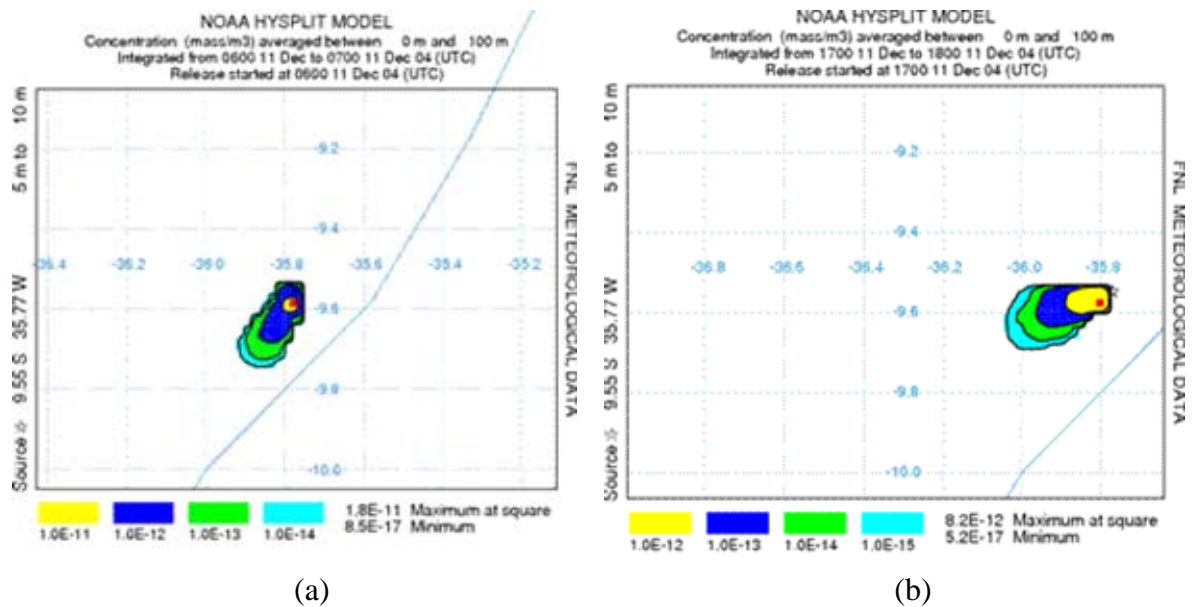 NOAA HYSPLIT MODEL
Concentration (mass/m3) averaged between 0 m and 100 m
Integrated from 0600 11 Dec to 0700 11 Dec 04 (UTC)
Release started at 0600 11 Dec 04 (UTC)
Source ☆ 9.55 S 35.77 W 5 m to 10 m
-9.2
-9.4
-36.4 -36.2 -36.0 -35.8 -35.6 -35.2
-9.6
-9.8
-10.0
FNL METEOROLOGICAL DATA
1.0E-11 1.0E-12 1.0E-13 1.0E-14
1.8E-11 Maximum at square
8.5E-17 Minimum
(a)
NOAA HYSPLIT MODEL
Concentration (mass/m3) averaged between 0 m and 100 m
Integrated from 1700 11 Dec to 1800 11 Dec 04 (UTC)
Release started at 1700 11 Dec 04 (UTC)
Source ☆ 9.55 S 35.77 W 5 m to 10 m
-9.2
-9.4
-36.8 -36.6 -36.4 -36.2 -36.0 -35.8
-9.6
-9.8
-10.0
FNL METEOROLOGICAL DATA
1.0E-12 1.0E-13 1.0E-14 1.0E-15
8.2E-12 Maximum at square
5.2E-17 Minimum
(b)